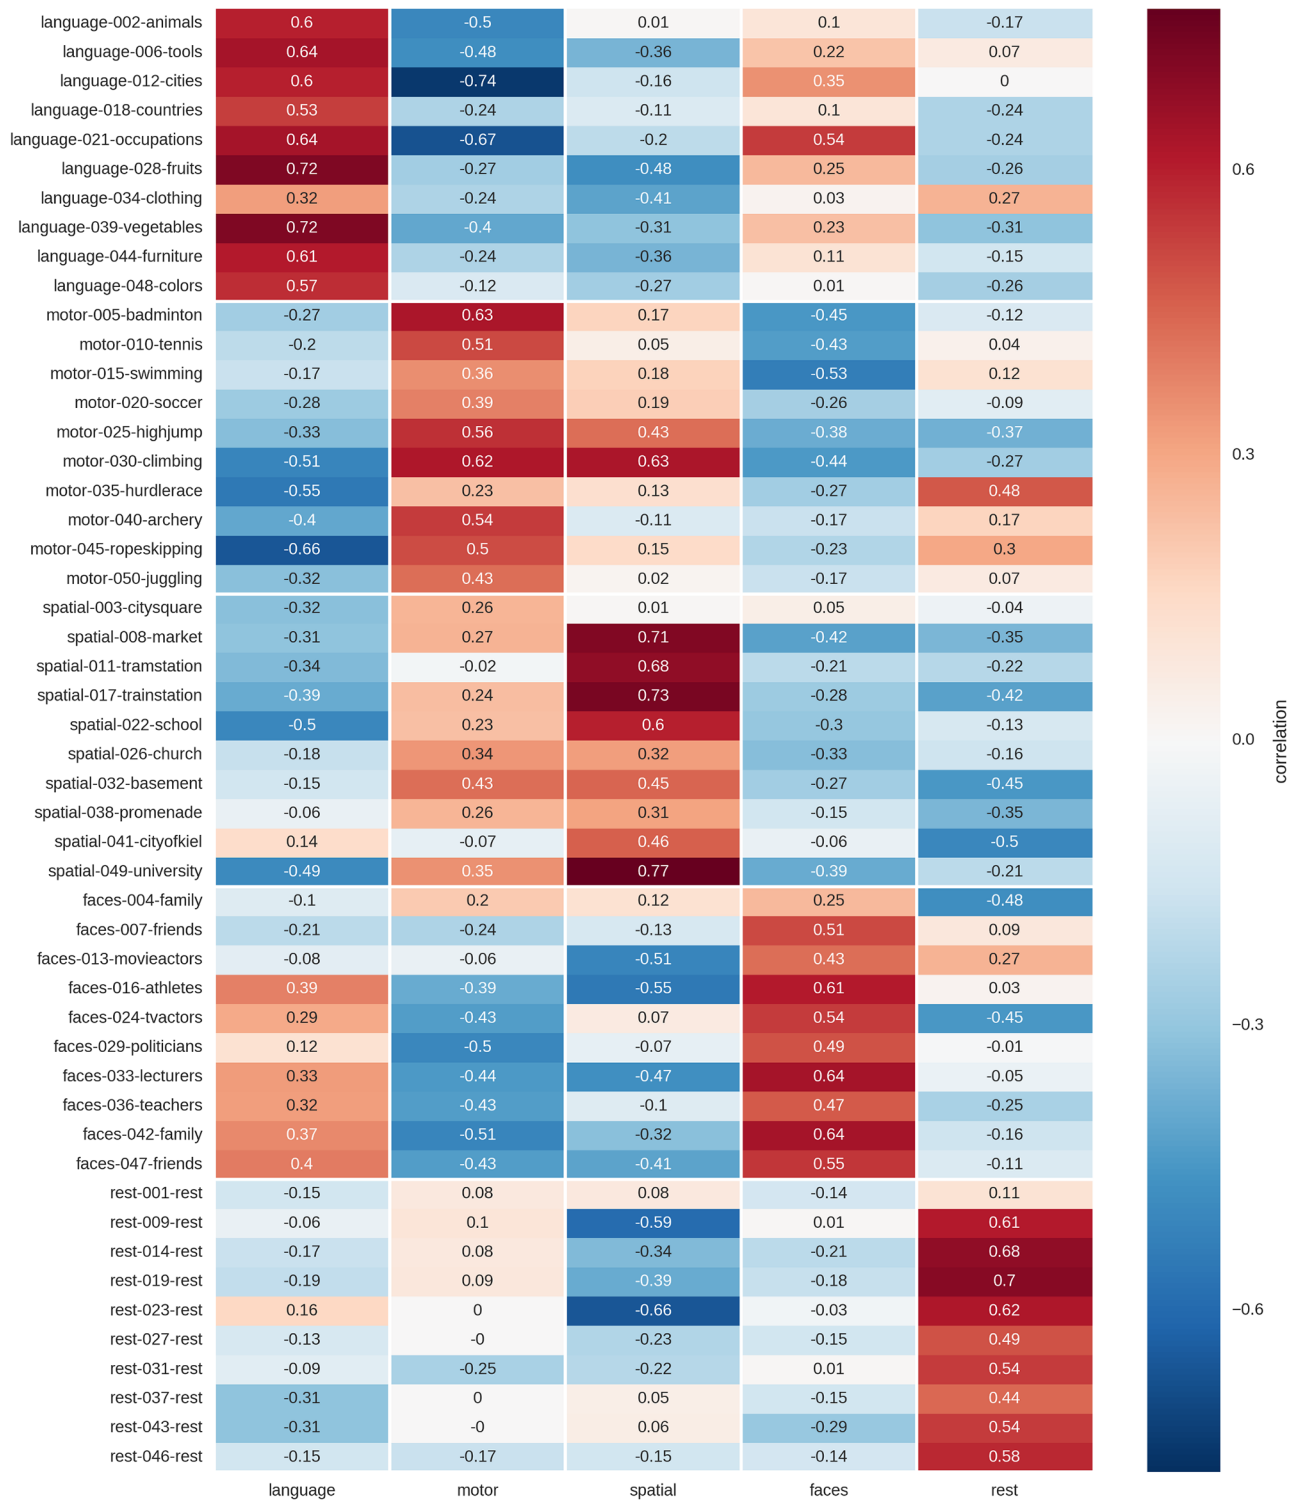 language-002-animals 0.6 -0.5 0.01 0.1 -0.17
language-006-tools 0.64 -0.48 -0.36 0.22 0.07
language-012-cities 0.6 -0.74 -0.16 0.35 0
language-018-countries 0.53 -0.24 -0.11 0.1 -0.24
language-021-occupations 0.64 -0.67 -0.2 0.54 -0.24
language-028-fruits 0.72 -0.27 -0.48 0.25 -0.26
language-034-clothing 0.32 -0.24 -0.41 0.03 0.27
language-039-vegetables 0.72 -0.4 -0.31 0.23 -0.31
language-044-furniture 0.61 -0.24 -0.36 0.11 -0.15
language-048-colors 0.57 -0.12 -0.27 0.01 -0.26
motor-005-badminton -0.27 0.63 0.17 -0.45 -0.12
motor-010-tennis -0.2 0.51 0.05 -0.43 0.04
motor-015-swimming -0.17 0.36 0.18 -0.53 0.12
motor-020-soccer -0.28 0.39 0.19 -0.26 -0.09
motor-025-highjump -0.33 0.56 0.43 -0.38 -0.37
motor-030-climbing -0.51 0.62 0.63 -0.44 -0.27
motor-035-hurdlerace -0.55 0.23 0.13 -0.27 0.48
motor-040-archery -0.4 0.54 -0.11 -0.17 0.17
motor-045-ropeskipping -0.66 0.5 0.15 -0.23 0.3
motor-050-juggling -0.32 0.43 0.02 -0.17 0.07
spatial-003-citysquare -0.32 0.26 0.01 0.05 -0.04
spatial-008-market -0.31 0.27 0.71 -0.42 -0.35
spatial-011-tramstation -0.34 -0.02 0.68 -0.21 -0.22
spatial-017-trainstation -0.39 0.24 0.73 -0.28 -0.42
spatial-022-school -0.5 0.23 0.6 -0.3 -0.13
spatial-026-church -0.18 0.34 0.32 -0.33 -0.16
spatial-032-basement -0.15 0.43 0.45 -0.27 -0.45
spatial-038-promenade -0.06 0.26 0.31 -0.15 -0.35
spatial-041-cityofkiel 0.14 -0.07 0.46 -0.06 -0.5
spatial-049-university -0.49 0.35 0.77 -0.39 -0.21
faces-004-family -0.1 0.2 0.12 0.25 -0.48
faces-007-friends -0.21 -0.24 -0.13 0.51 0.09
faces-013-movieactors -0.08 -0.06 -0.51 0.43 0.27
faces-016-athletes 0.39 -0.39 -0.55 0.61 0.03
faces-024-tvactors 0.29 -0.43 0.07 0.54 -0.45
faces-029-politicians 0.12 -0.5 -0.07 0.49 -0.01
faces-033-lecturers 0.33 -0.44 -0.47 0.64 -0.05
faces-036-teachers 0.32 -0.43 -0.1 0.47 -0.25
faces-042-family 0.37 -0.51 -0.32 0.64 -0.16
faces-047-friends 0.4 -0.43 -0.41 0.55 -0.11
rest-001-rest -0.15 0.08 0.08 -0.14 0.11
rest-009-rest -0.06 0.1 -0.59 0.01 0.61
rest-014-rest -0.17 0.08 -0.34 -0.21 0.68
rest-019-rest -0.19 0.09 -0.39 -0.18 0.7
rest-023-rest 0.16 0 -0.66 -0.03 0.62
rest-027-rest -0.13 -0 -0.23 -0.15 0.49
rest-031-rest -0.09 -0.25 -0.22 0.01 0.54
rest-037-rest -0.31 0 0.05 -0.15 0.44
rest-043-rest -0.31 -0 0.06 -0.29 0.54
rest-046-rest -0.15 -0.17 -0.15 -0.14 0.58
language motor spatial faces rest
0.6
0.3
0.0
−0.3
−0.6
correlation